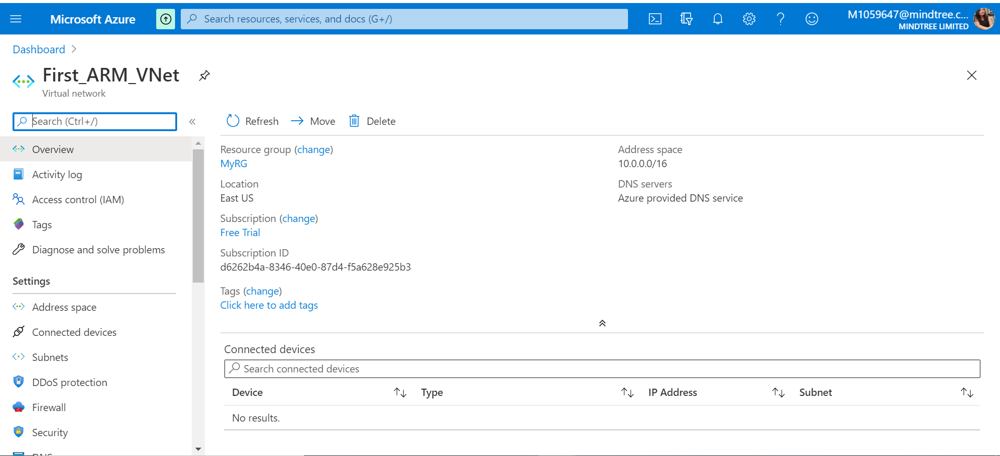 Microsoft Azure
Search resources, services, and docs (G+/)
M1059647@mindtree.c...
MINDTREE LIMITED
Dashboard
First_ARM_VNet
Virtual network
Search (Ctrl+/)
Refresh
Move
Delete
Overview
Activity log
Access control (IAM)
Tags
Diagnose and solve problems
Settings
Address space
Connected devices
Subnets
DDoS protection
Firewall
Security
DNS
Resource group (change)
MyRG
Location
East US
Subscription (change)
Free Trial
Subscription ID
d6262b4a-8346-40e0-87d4-f5a628e925b3
Tags (change)
Click here to add tags
Address space
10.0.0.0/16
DNS servers
Azure provided DNS service
Connected devices
Search connected devices
Device Type IP Address Subnet
No results.